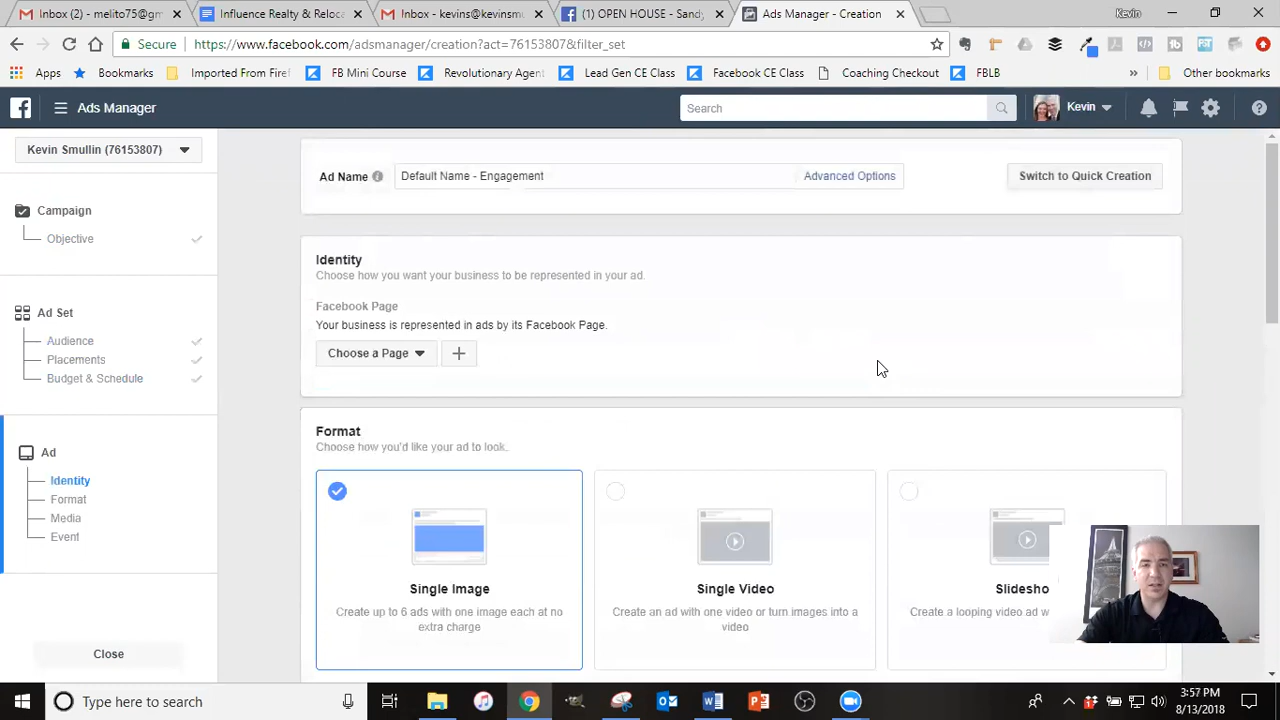 Inbox (2) - melito75@gm
Influence Realty & Reloca
Inbox - kevins@kevinsmu
(1) OPEN HOUSE - Sandy
Ads Manager - Creation
Kevin
Secure
https://www.facebook.com/adsmanager/creation?act=76153807&filter_set
Apps
Bookmarks
Imported From Firef
FB Mini Course
Revolutionary Agent
Lead Gen CE Class
Facebook CE Class
Coaching Checkout
FBLB
Other bookmarks
Ads Manager
Search
Kevin
Kevin Smullin (76153807)
Ad Name
Default Name - Engagement
Advanced Options
Switch to Quick Creation
Campaign
Objective
Identity
Choose how you want your business to be represented in your ad.
Facebook Page
Your business is represented in ads by its Facebook Page.
Choose a Page
Ad Set
Audience
Placements
Budget & Schedule
Format
Choose how you'd like your ad to look.
Ad
Identity
Format
Media
Event
Single Image
Create up to 6 ads with one image each at no
extra charge
Single Video
Create an ad with one video or turn images into a
video
Slidesho
Create a looping video ad w
Close
Type here to search
3:57 PM
8/13/2018